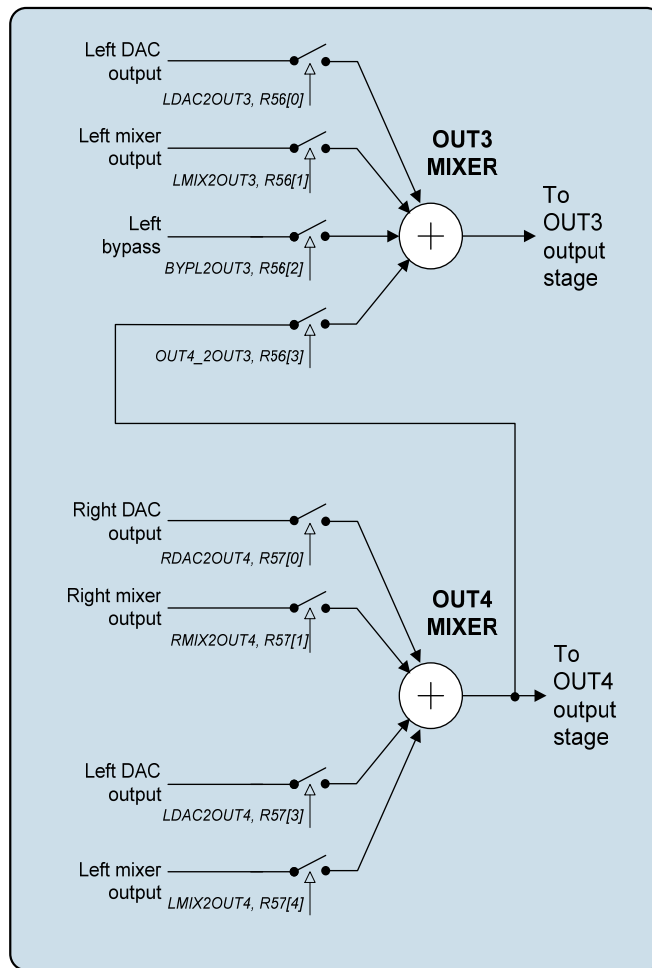 Left DAC
output
LDAC2OUT3, R56[0]
Left mixer
output
LMIX2OUT3, R56[1]
OUT3
MIXER
Left
bypass
BYPL2OUT3, R56[2]
To
OUT3
output
stage
OUT4_2OUT3, R56[3]
Right DAC
output
RDAC2OUT4, R57[0]
Right mixer
output
RMIX2OUT4, R57[1]
OUT4
MIXER
To
OUT4
output
stage
Left DAC
output
LDAC2OUT4, R57[3]
Left mixer
output
LMIX2OUT4, R57[4]